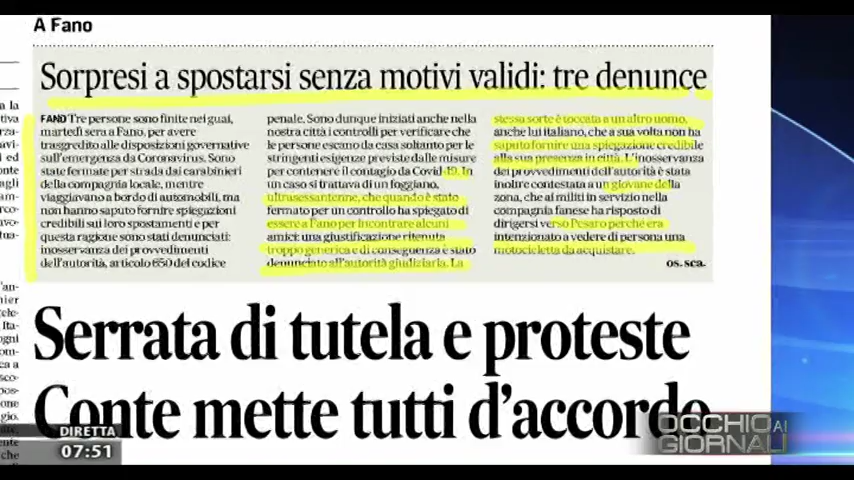 A Fano
Sorpresi a spostarsi senza motivi validi: tre denunce
FANO Tre persone sono finite nei guai,
martedì sera a Fano, per avere
trasgredito alle disposizioni governative
sull'emergenza da Coronavirus. Sono
state fermate per strada dai carabinieri
della compagnia locale, mentre
viaggiavano a bordo di automobili, ma
non hanno saputo fornire spiegazioni
credibili sui loro spostamenti e per
questa ragione sono stati denunciati:
inosservanza dei provvedimenti
dell'autorità, articolo 650 del codice
penale. Sono dunque iniziati anche nella
nostra città i controlli per verificare che
le persone escano da casa soltanto per le
stringenti esigenze previste dalle misure
per contenere il contagio da Covid-19. In
un caso si trattava di un foggiano,
ultrasessantenne, che quando è stato
fermato per un controllo ha spiegato di
essere a Fano per incontrare alcuni
amici: una giustificazione ritenuta
troppo generica e di conseguenza è stato
denunciato all'autorità giudiziaria. La
stessa sorte è toccata a un altro uomo,
anche lui italiano, che a sua volta non ha
saputo fornire una spiegazione credibile
alla sua presenza in città. L'inosservanza
dei provvedimenti dell'autorità è stata
inoltre contestata a un giovane della
zona, che ai militi in servizio nella
compagnia fanese ha risposto di
dirigersi verso Pesaro perché era
intenzionato a vedere di persona una
motocicletta da acquistare.
os. sca.
Serrata di tutela e proteste
Conte mette tutti d'accordo
DIRETTA
07:51
OCCHIO AI
GIORNALI